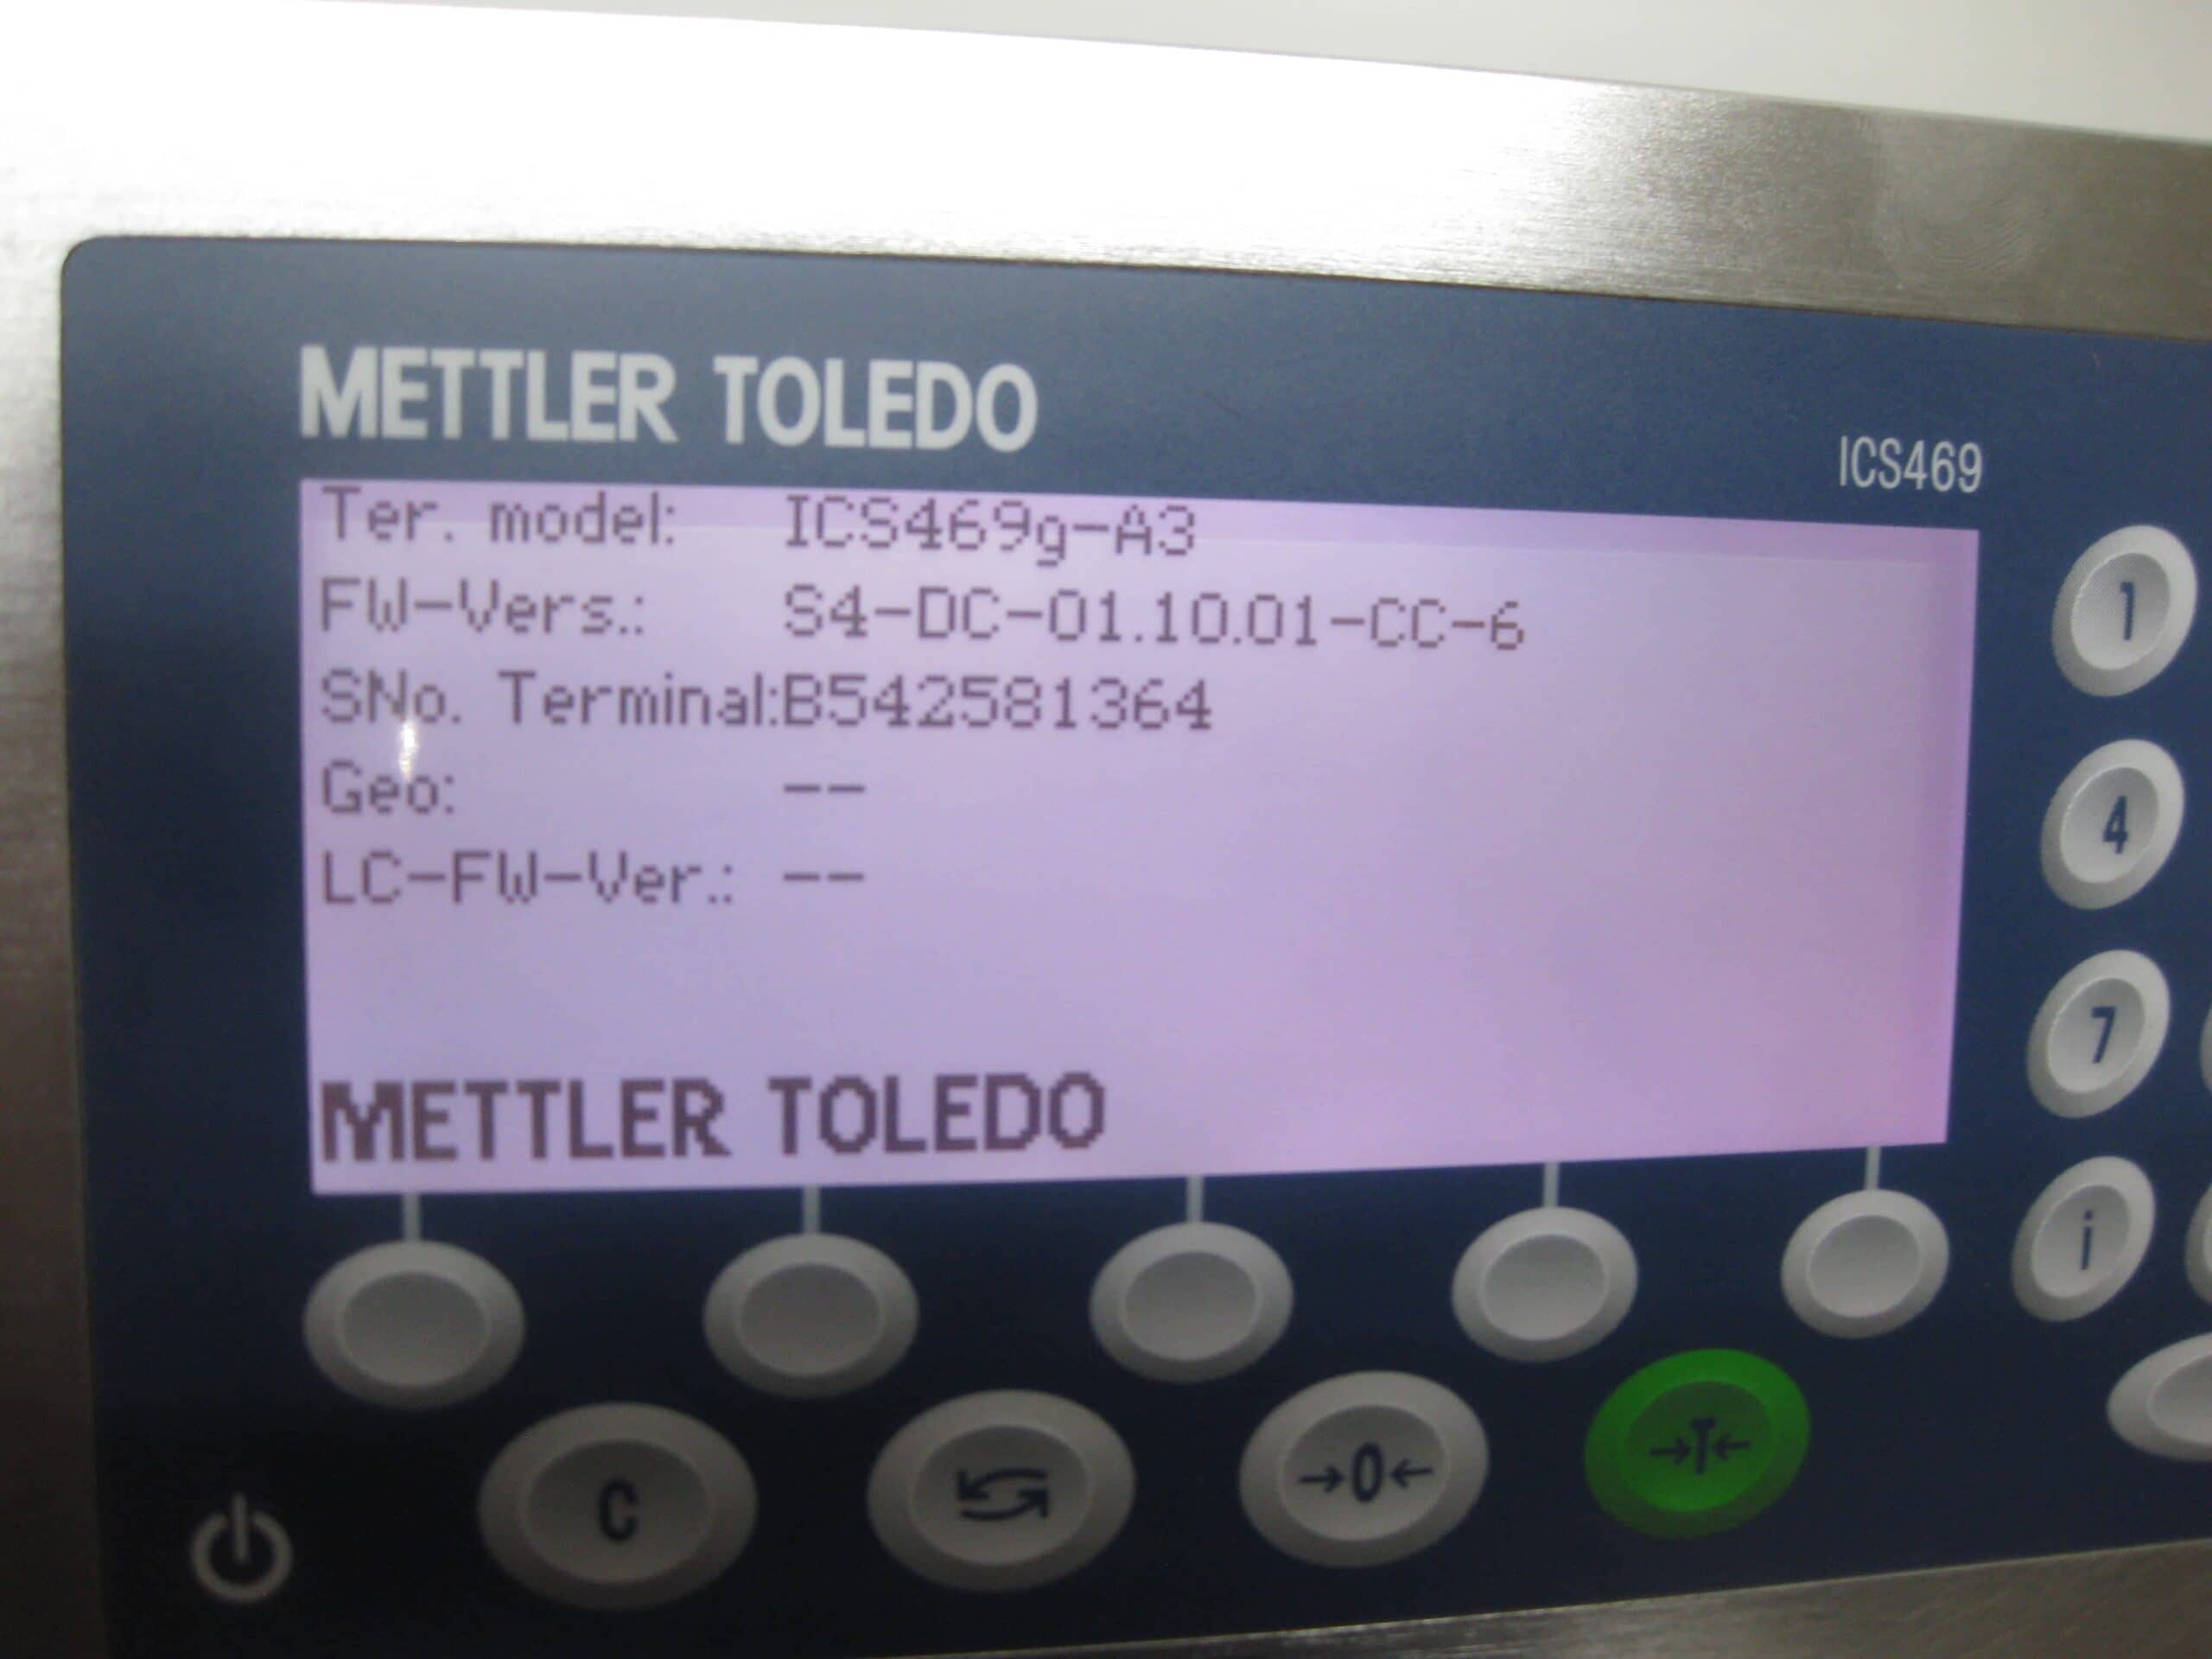 METTLER TOLEDO
ICS469
Ter. model: ICS469g-A3
FW-Vers.: S4-DC-01.10.01-CC-6
SNo. Terminal:B542581364
Geo: --
LC-FW-Ver.: --
METTLER TOLEDO
1
4
7
i
C
→0←
→T←